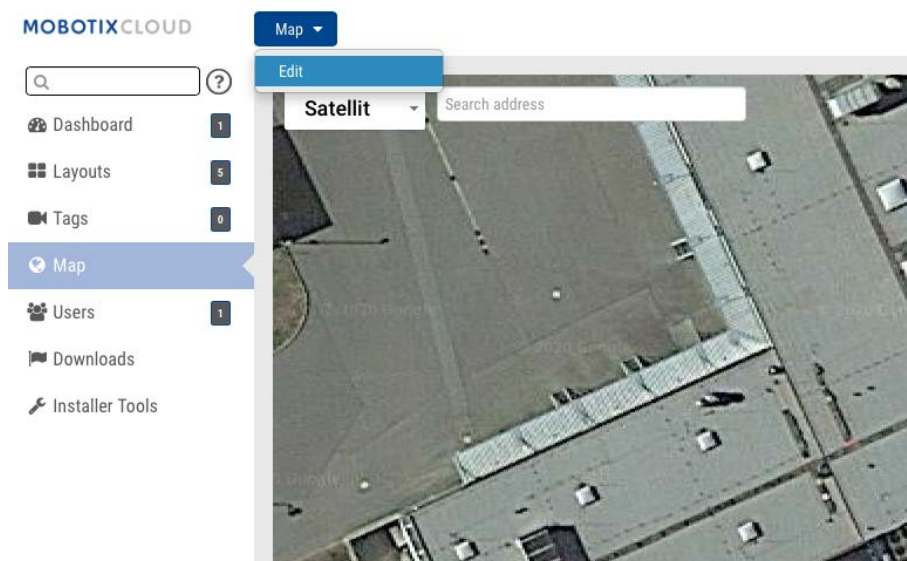 MOBOTIXCLOUD
Map
Edit
Satellit
Search address
Dashboard 1
Layouts 5
Tags 0
Map
Users 1
Downloads
Installer Tools